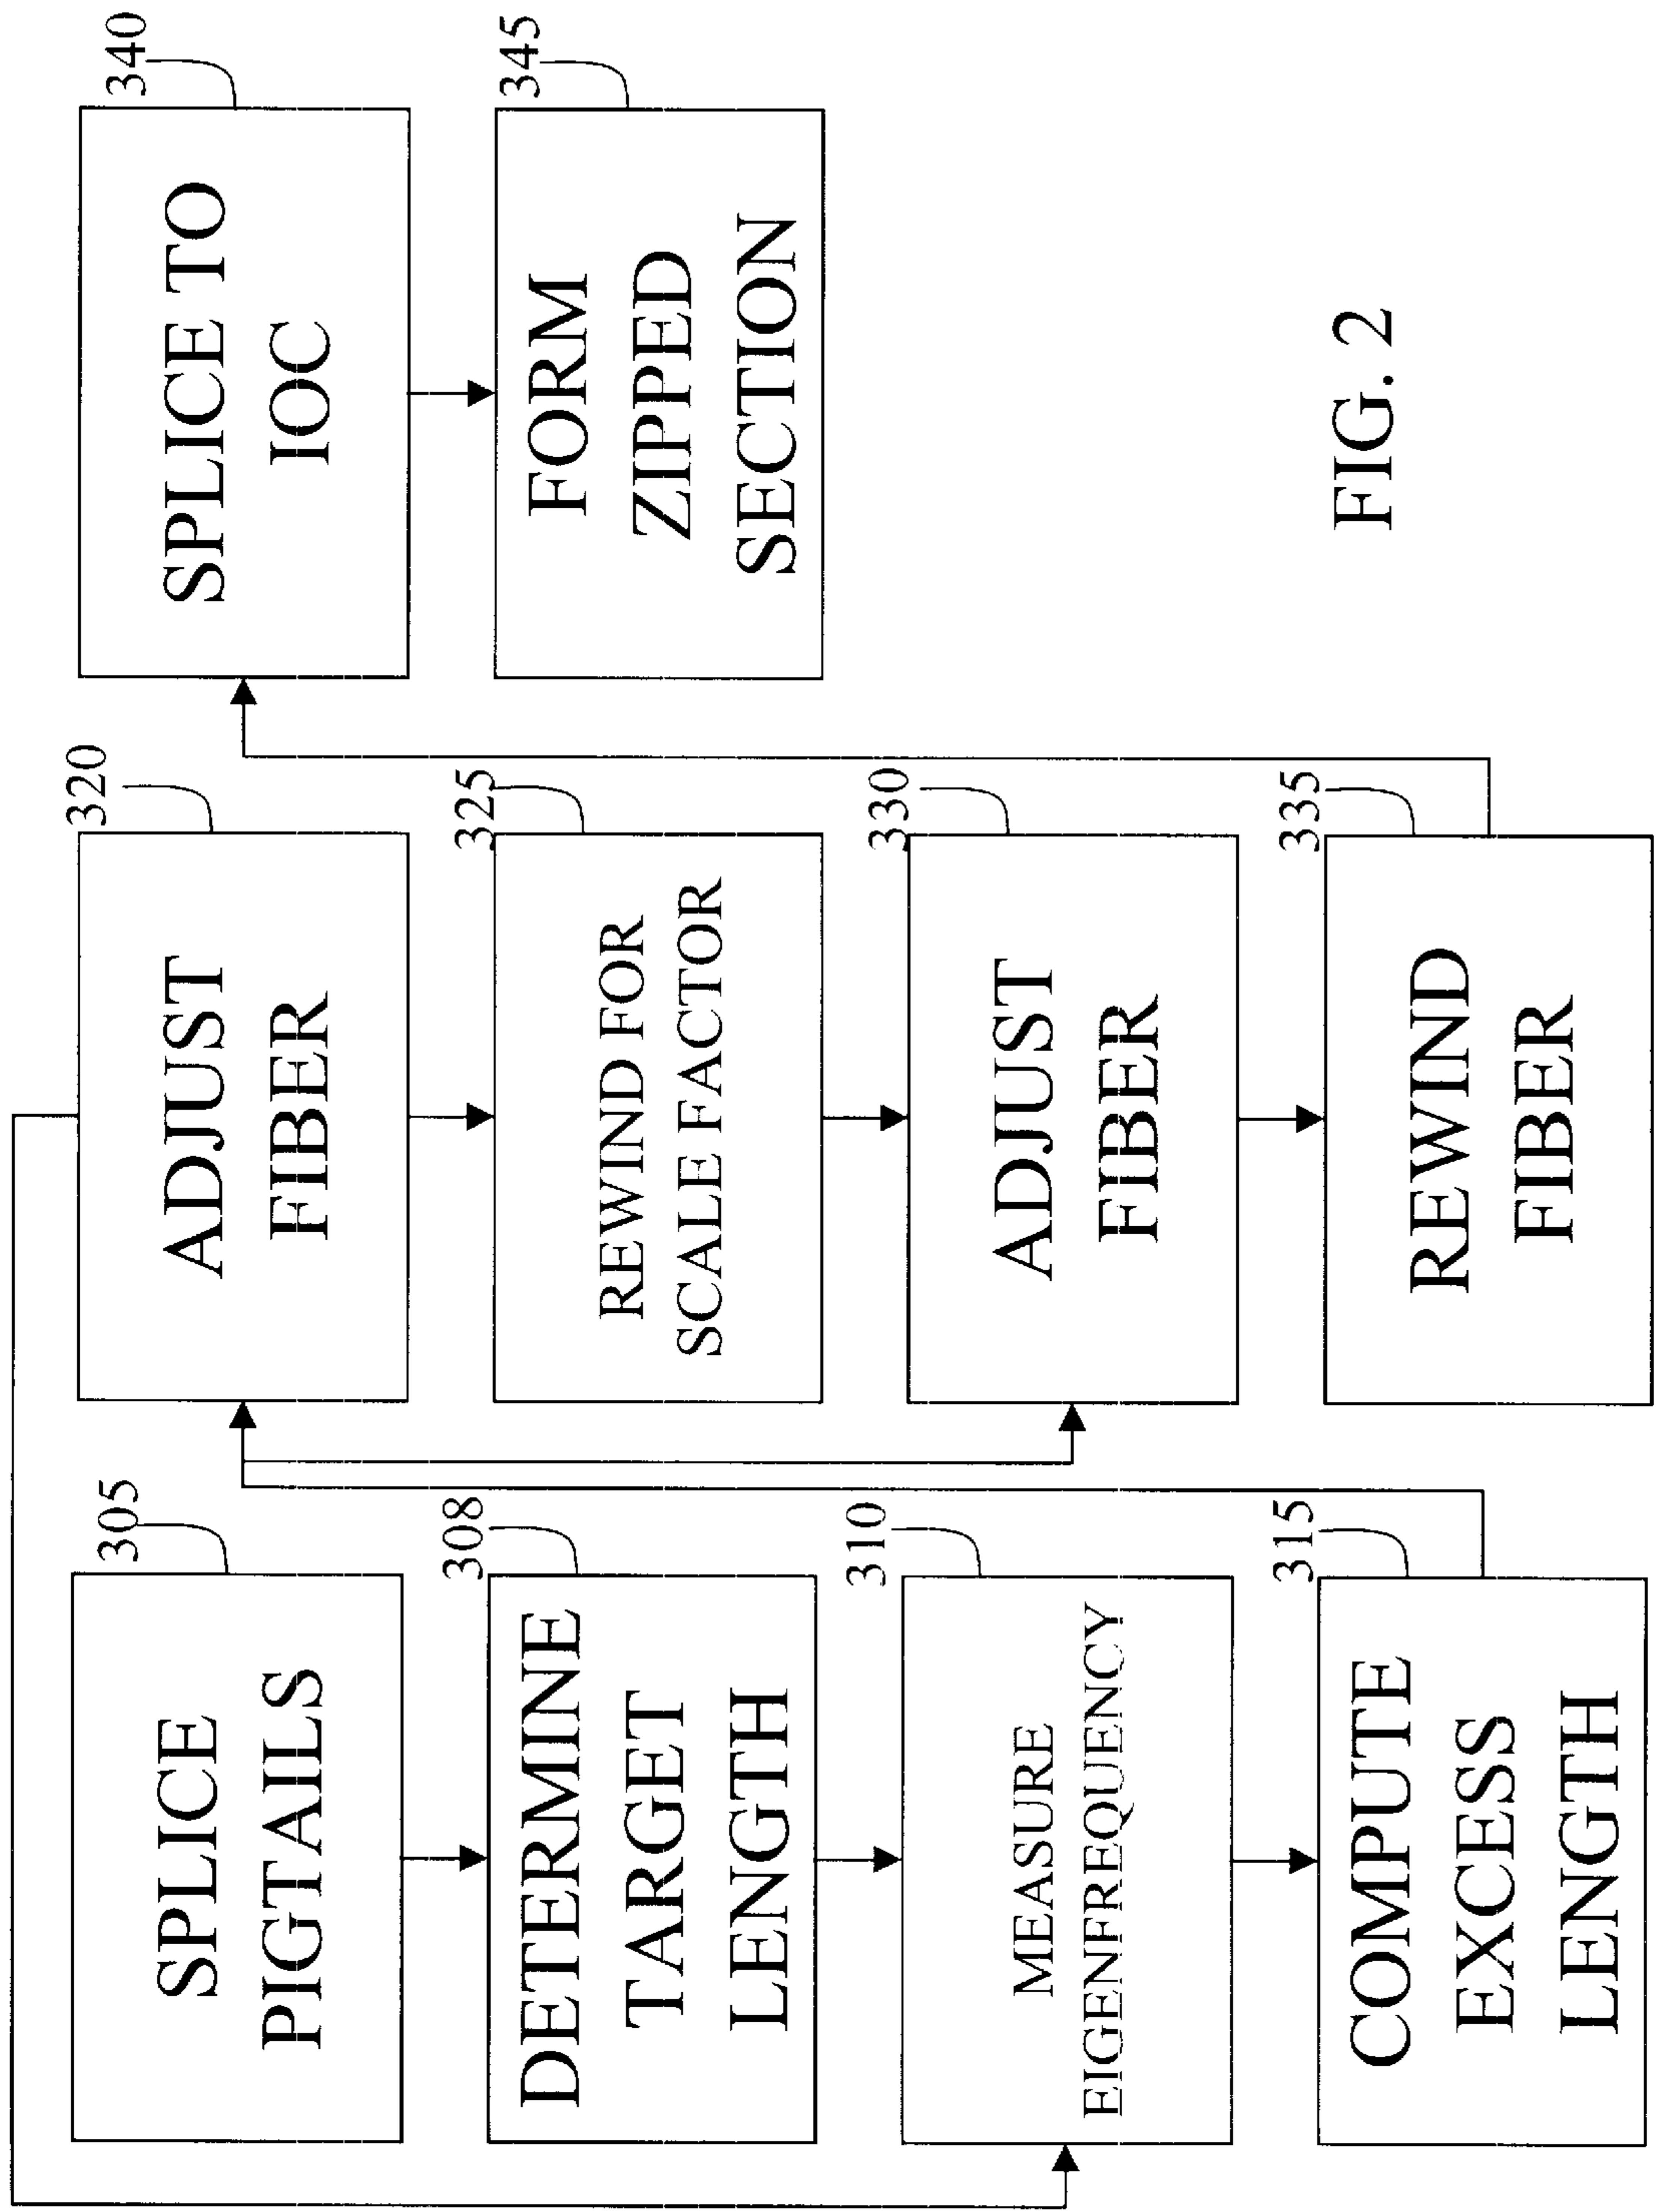 305
SPLICE
PIGTAILS
308
DETERMINE
TARGET
LENGTH
310
MEASURE
EIGENFREQUENCY
315
COMPUTE
EXCESS
LENGTH
320
ADJUST
FIBER
325
REWIND FOR
SCALE FACTOR
330
ADJUST
FIBER
335
REWIND
FIBER
340
SPLICE TO
IOC
345
FORM
ZIPPED
SECTION
FIG. 2